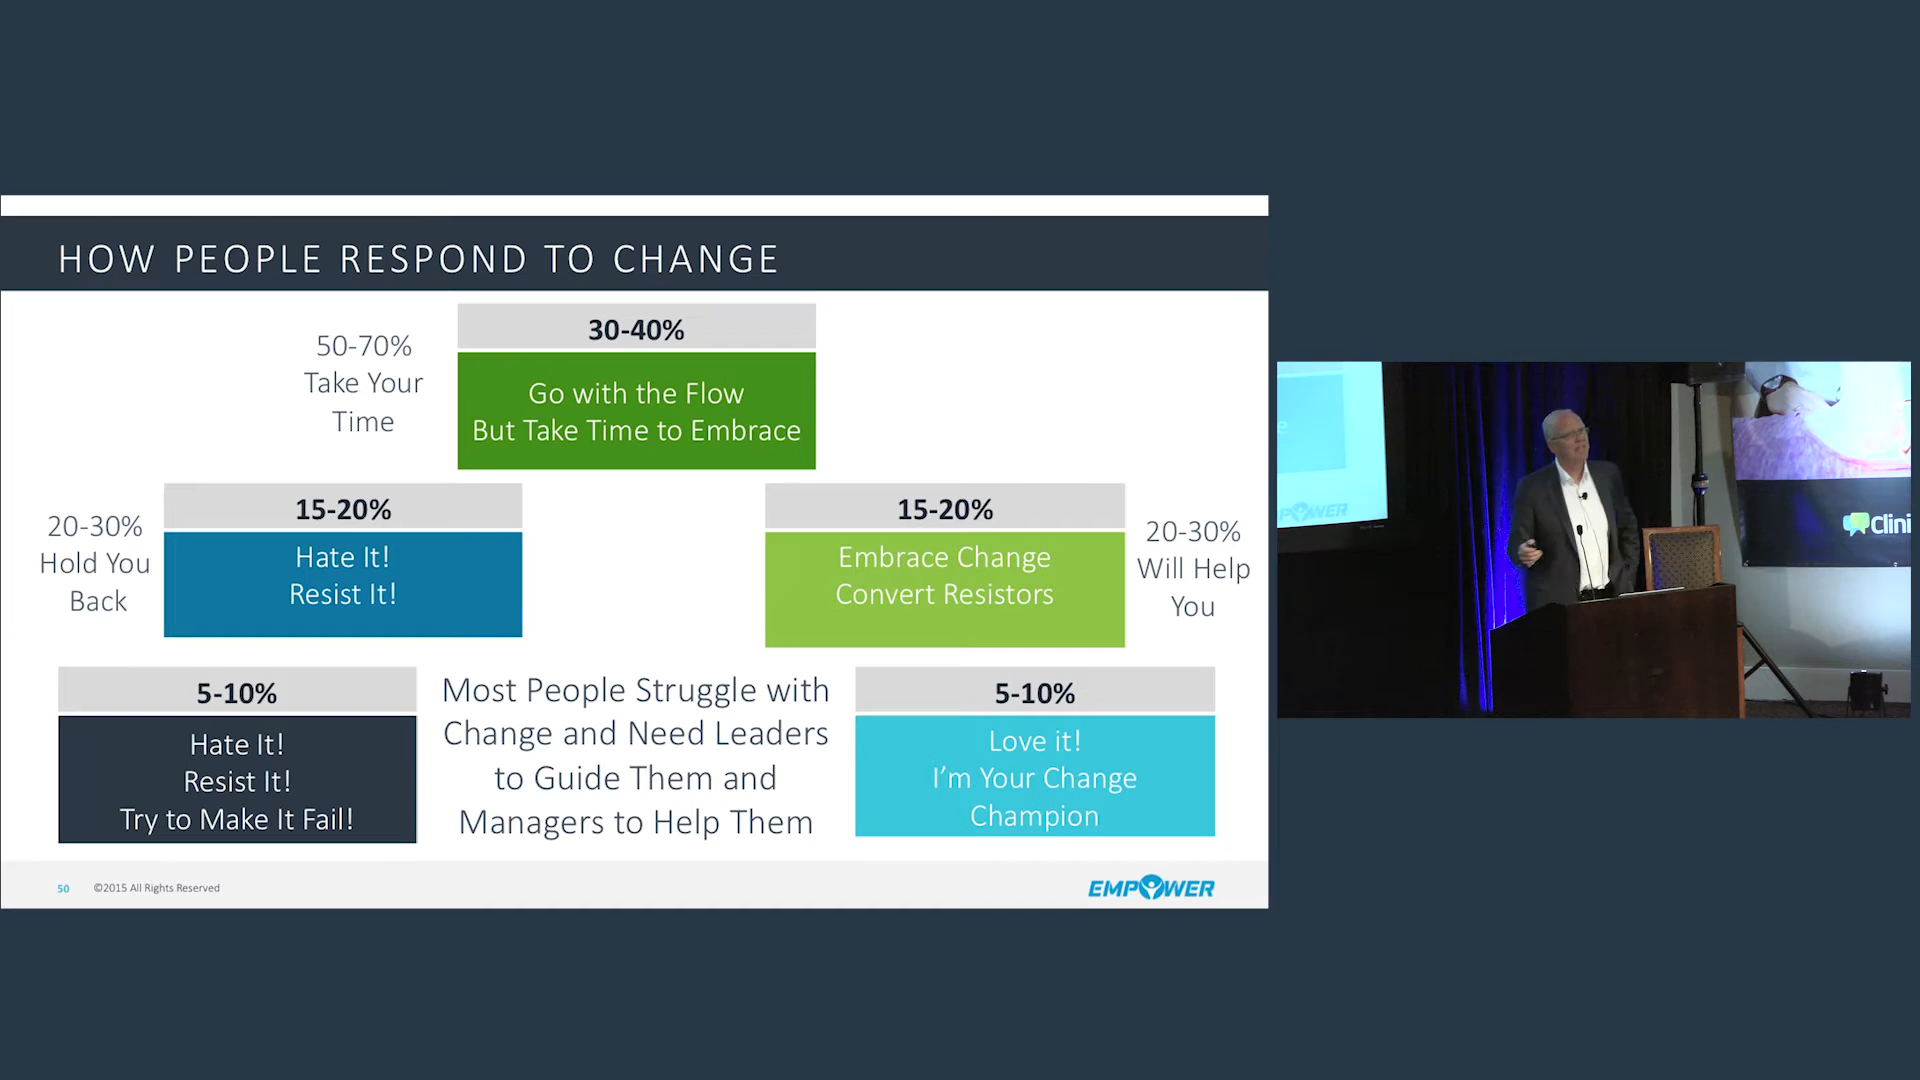 HOW PEOPLE RESPOND TO CHANGE
50-70%
Take Your
Time
30-40%
Go with the Flow
But Take Time to Embrace
20-30%
Hold You
Back
15-20%
Hate It!
Resist It!
15-20%
Embrace Change
Convert Resistors
20-30%
Will Help
You
5-10%
Hate It!
Resist It!
Try to Make It Fail!
Most People Struggle with
Change and Need Leaders
to Guide Them and
Managers to Help Them
5-10%
Love it!
I'm Your Change
Champion
50 ©2015 All Rights Reserved
EMPOWER
e
POWER
Clini